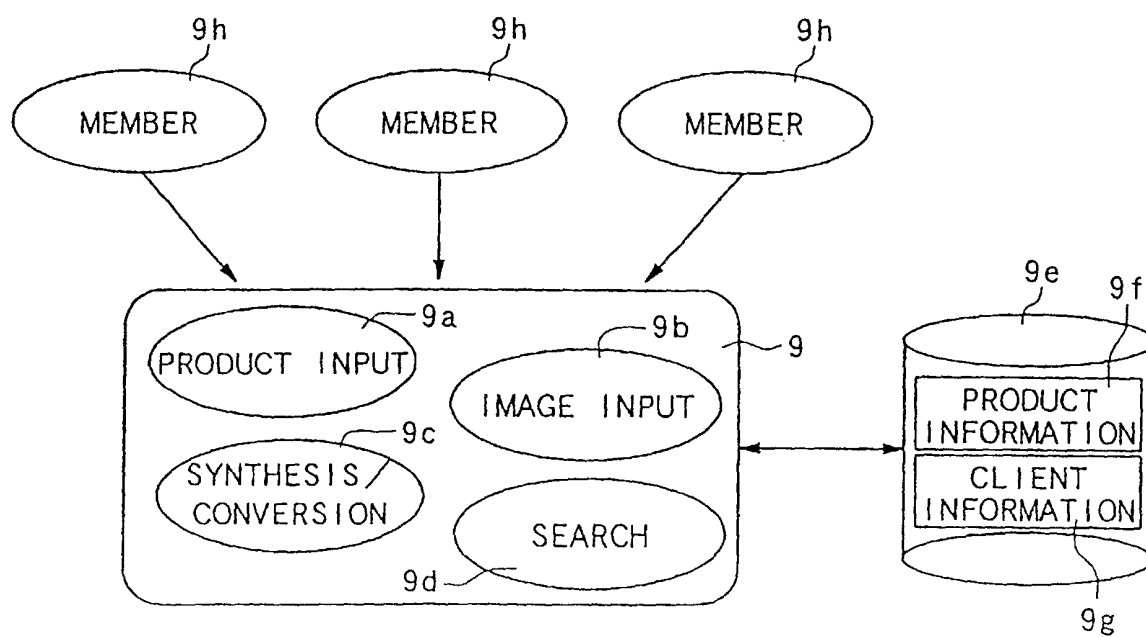 9h
9h
9h
MEMBER
MEMBER
MEMBER
9e
9f
9a
9b
9
PRODUCT INPUT
IMAGE INPUT
PRODUCT
INFORMATION
9c
SYNTHESIS/
CONVERSION
CLIENT
INFORMATION
SEARCH
9d
9g